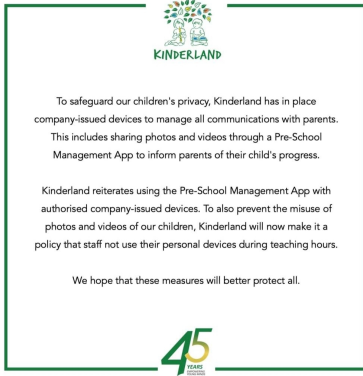 KINDERLAND
To safeguard our children's privacy, Kinderland has in place
company-issued devices to manage all communications with parents.
This includes sharing photos and videos through a Pre-School
Management App to inform parents of their child's progress.
Kinderland reiterates using the Pre-School Management App with
authorised company-issued devices. To also prevent the misuse of
photos and videos of our children, Kinderland will now make it a
policy that staff not use their personal devices during teaching hours.
We hope that these measures will better protect all.
45
YEARS